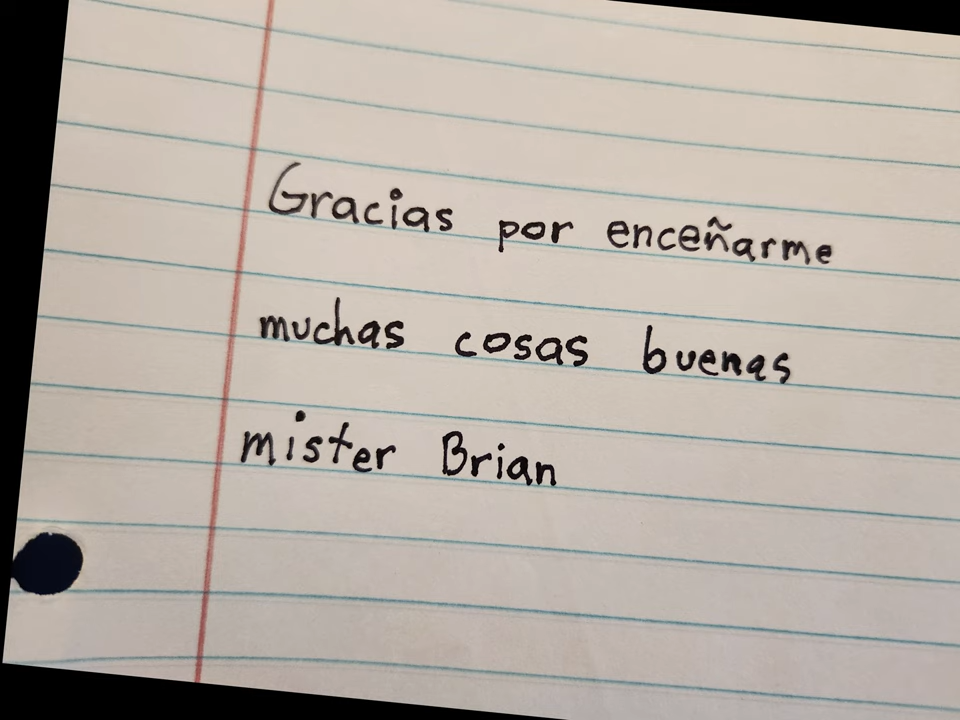 Gracias por enceñarme
muchas cosas buenas
mister Brian